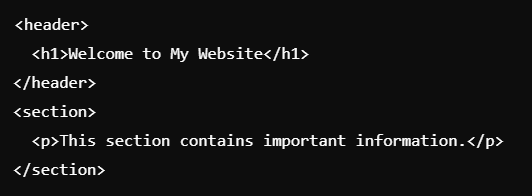 <header>
  <h1>Welcome to My Website</h1>
</header>
<section>
  <p>This section contains important information.</p>
</section>